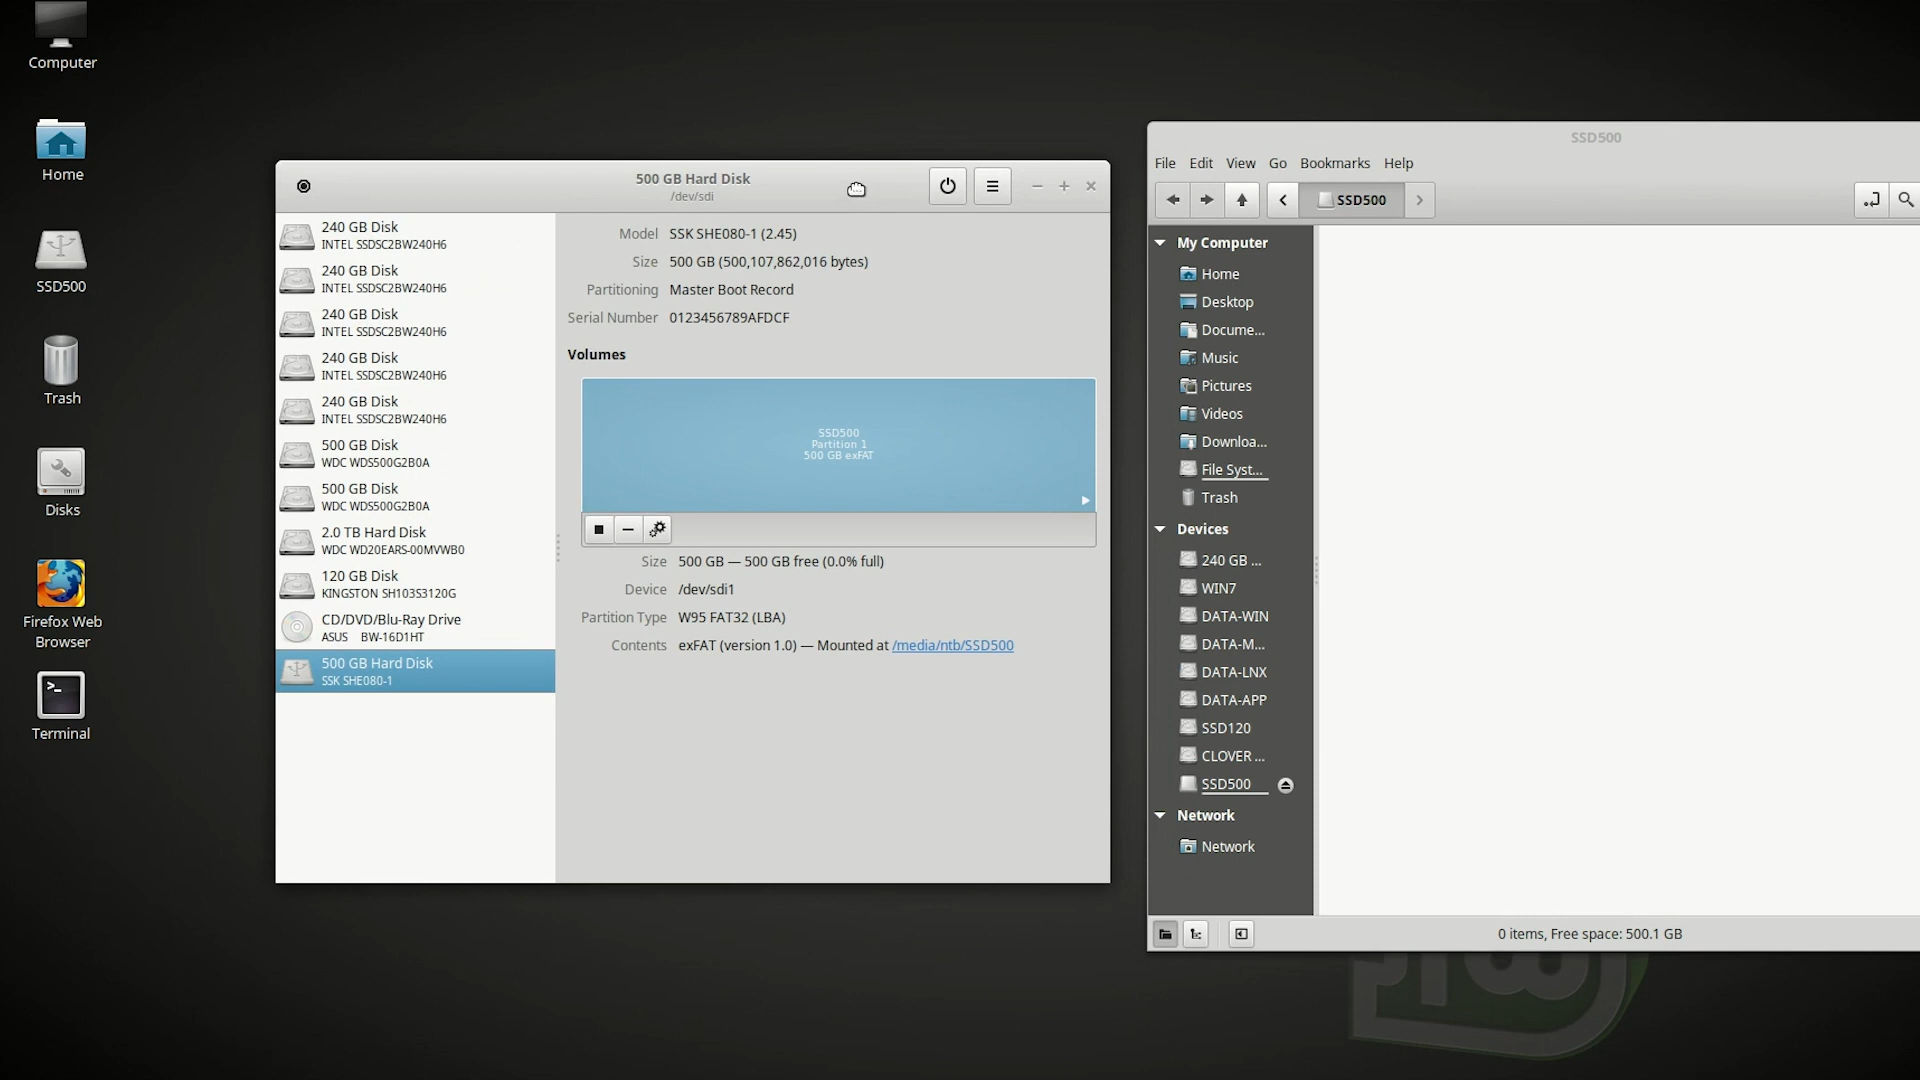 Computer
Home
SSD500
Trash
Disks
Firefox Web
Browser
Terminal
500 GB Hard Disk
/dev/sdi
240 GB Disk
INTEL SSDSC2BW240H6
240 GB Disk
INTEL SSDSC2BW240H6
240 GB Disk
INTEL SSDSC2BW240H6
240 GB Disk
INTEL SSDSC2BW240H6
240 GB Disk
INTEL SSDSC2BW240H6
500 GB Disk
WDC WDS500G2B0A
500 GB Disk
WDC WDS500G2B0A
2.0 TB Hard Disk
WDC WD20EARS-00MVWB0
120 GB Disk
KINGSTON SH103S3120G
CD/DVD/Blu-Ray Drive
ASUS BW-16D1HT
500 GB Hard Disk
SSK SHE080-1
Model SSK SHE080-1 (2.45)
Size 500 GB (500,107,862,016 bytes)
Partitioning Master Boot Record
Serial Number 0123456789AFDCF
Volumes
SSD500
Partition 1
500 GB exFAT
Size 500 GB — 500 GB free (0.0% full)
Device /dev/sdi1
Partition Type W95 FAT32 (LBA)
Contents exFAT (version 1.0) — Mounted at /media/ntb/SSD500
SSD500
File Edit View Go Bookmarks Help
SSD500
My Computer
Home
Desktop
Docume...
Music
Pictures
Videos
Downloa...
File Syst...
Trash
Devices
240 GB ...
WIN7
DATA-WIN
DATA-M...
DATA-LNX
DATA-APP
SSD120
CLOVER ...
SSD500
Network
Network
0 items, Free space: 500.1 GB